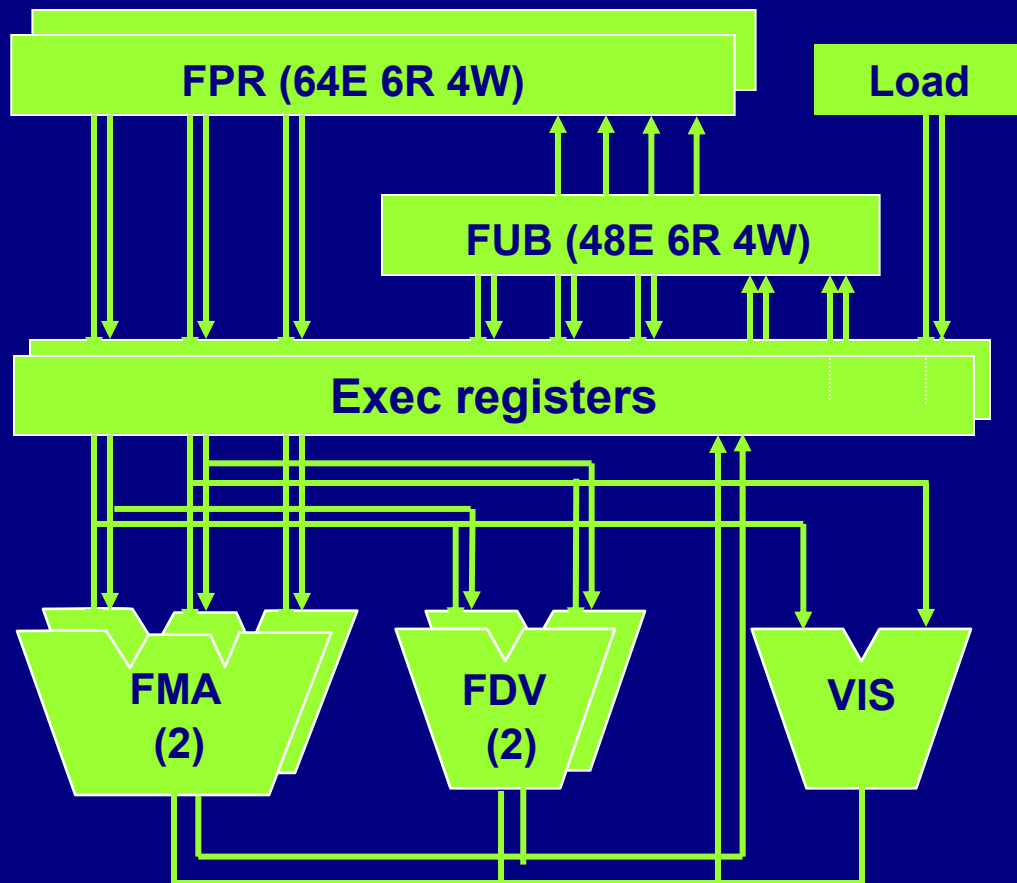 FPR (64E 6R 4W)
Load
FUB (48E 6R 4W)
Exec registers
FMA
(2)
FDV
(2)
VIS